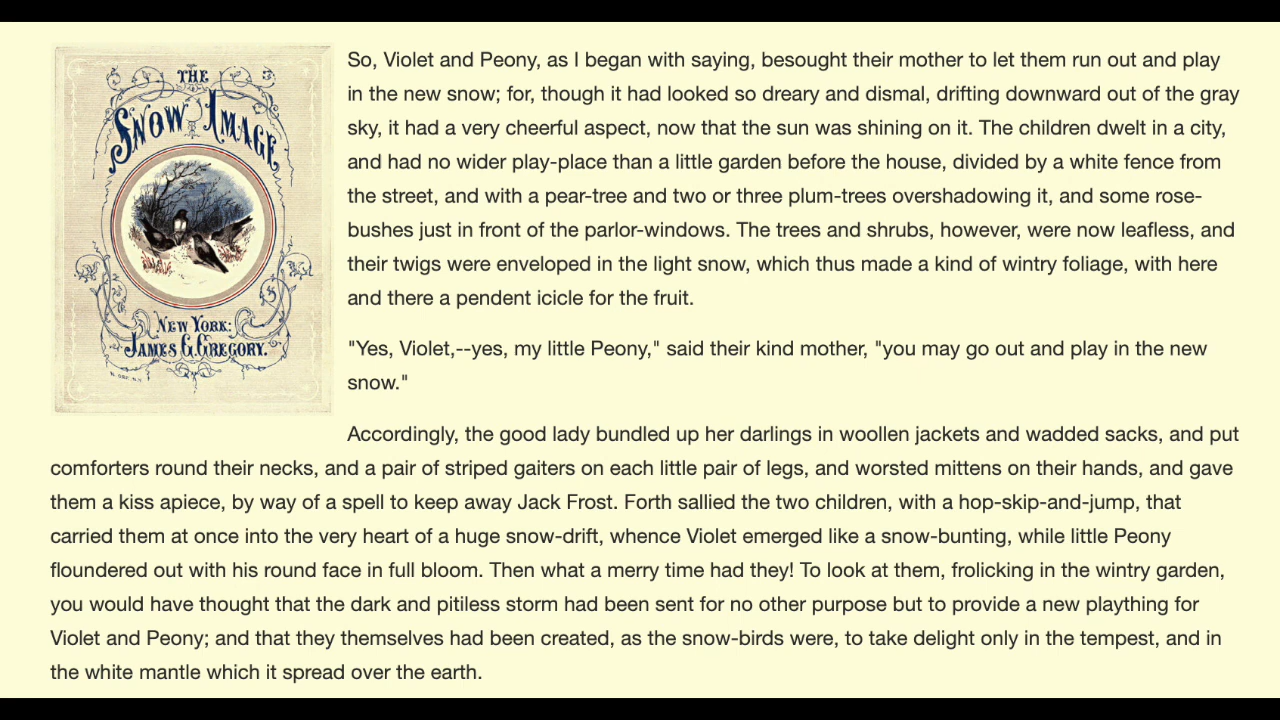 THE
SNOW IMAGE
NEW YORK:
JAMES G. GREGORY.
So, Violet and Peony, as I began with saying, besought their mother to let them run out and play
in the new snow; for, though it had looked so dreary and dismal, drifting downward out of the gray
sky, it had a very cheerful aspect, now that the sun was shining on it. The children dwelt in a city,
and had no wider play-place than a little garden before the house, divided by a white fence from
the street, and with a pear-tree and two or three plum-trees overshadowing it, and some rose-
bushes just in front of the parlor-windows. The trees and shrubs, however, were now leafless, and
their twigs were enveloped in the light snow, which thus made a kind of wintry foliage, with here
and there a pendent icicle for the fruit.
"Yes, Violet,--yes, my little Peony," said their kind mother, "you may go out and play in the new
snow."
Accordingly, the good lady bundled up her darlings in woollen jackets and wadded sacks, and put
comforters round their necks, and a pair of striped gaiters on each little pair of legs, and worsted mittens on their hands, and gave
them a kiss apiece, by way of a spell to keep away Jack Frost. Forth sallied the two children, with a hop-skip-and-jump, that
carried them at once into the very heart of a huge snow-drift, whence Violet emerged like a snow-bunting, while little Peony
floundered out with his round face in full bloom. Then what a merry time had they! To look at them, frolicking in the wintry garden,
you would have thought that the dark and pitiless storm had been sent for no other purpose but to provide a new plaything for
Violet and Peony; and that they themselves had been created, as the snow-birds were, to take delight only in the tempest, and in
the white mantle which it spread over the earth.